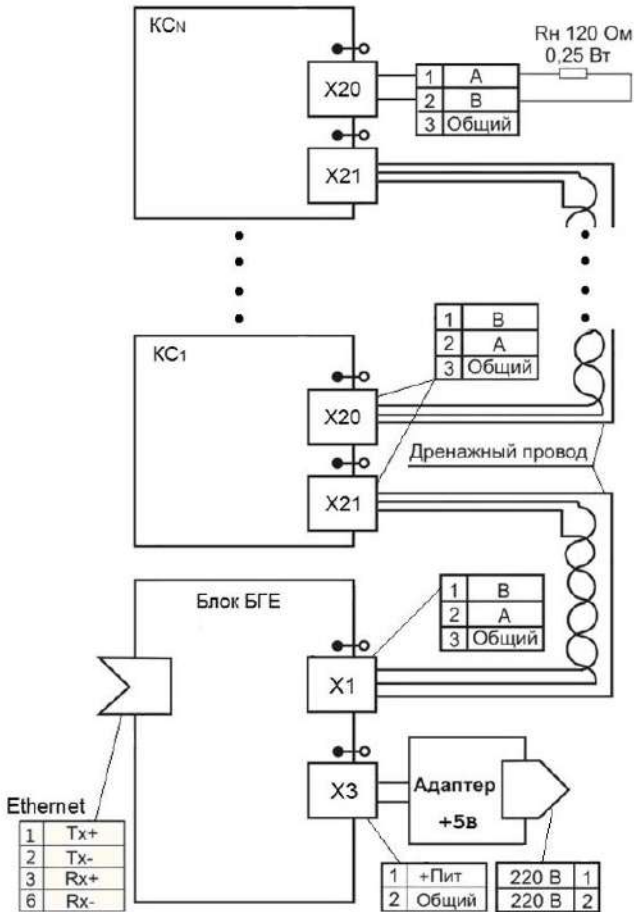 КСN
X20
X21
Rн 120 Ом
0,25 Вт
1 А
2 В
3 Общий
КС1
X20
X21
1 В
2 А
3 Общий
Дренажный провод
Блок БГЕ
X1
X3
1 В
2 А
3 Общий
Адаптер
+5в
Ethernet
1 Tx+
2 Tx-
3 Rx+
6 Rx-
1 +Пит
2 Общий
220 В 1
220 В 2